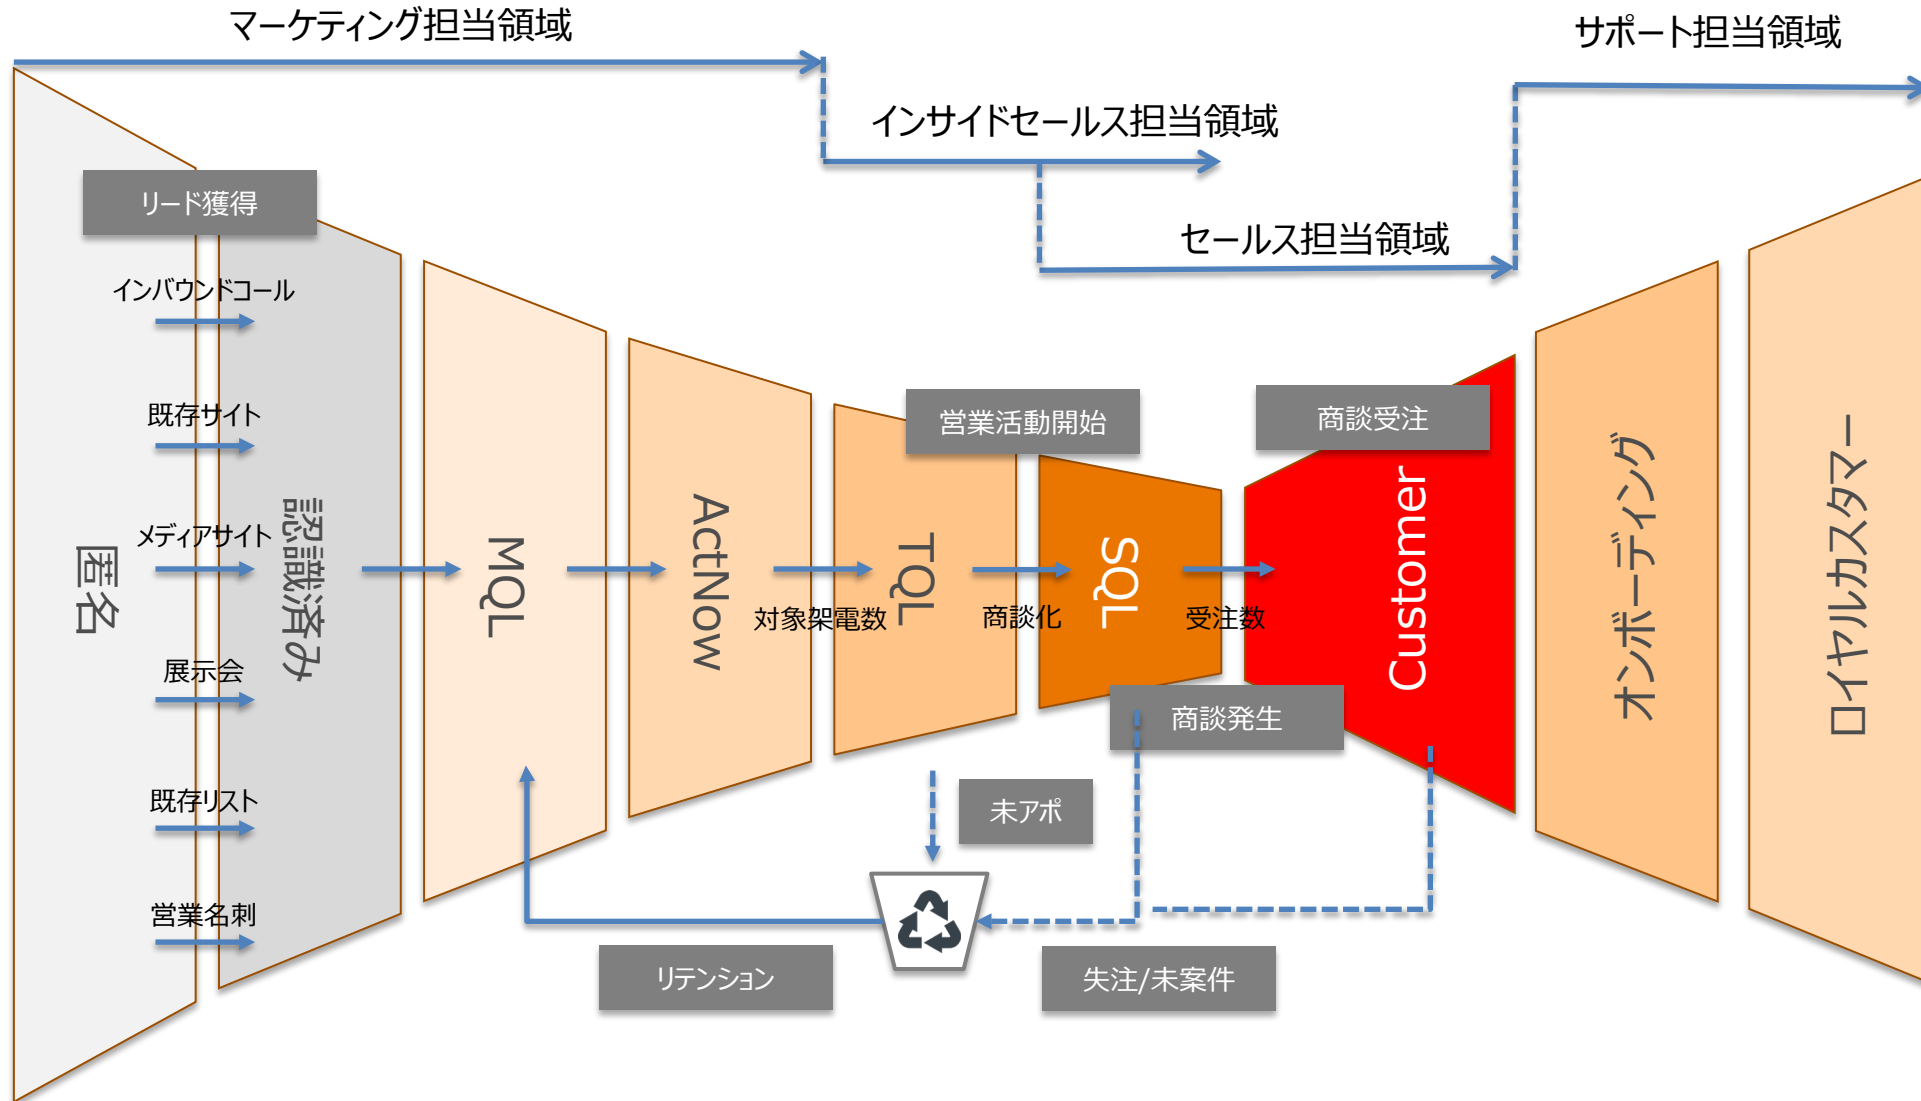 マーケティング担当領域
サポート担当領域
インサイドセールス担当領域
セールス担当領域
リード獲得
インバウンドコール
既存サイト
メディアサイト
展示会
既存リスト
営業名刺
匿名
認識済み
MQL
ActNow
対象架電数
TQL
商談化
営業活動開始
SQL
受注数
商談受注
Customer
商談発生
オンボーディング
ロイヤルカスタマー
未アポ
リテンション
失注/未案件